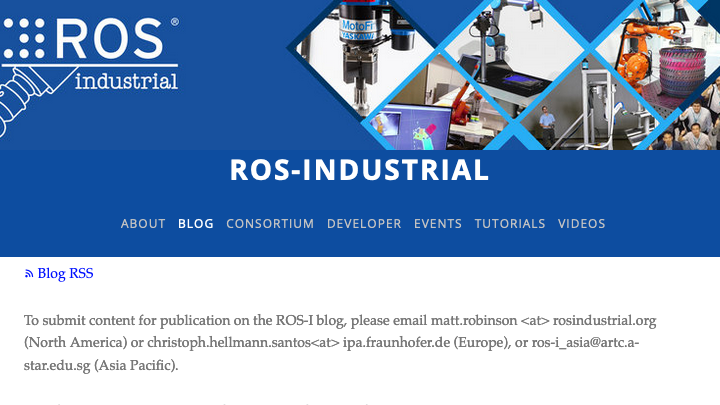 ROS®
industrial
MotoFi
YASKAWA
ROS-INDUSTRIAL
ABOUT BLOG CONSORTIUM DEVELOPER EVENTS TUTORIALS VIDEOS
Blog RSS
To submit content for publication on the ROS-I blog, please email matt.robinson <at> rosindustrial.org
(North America) or christoph.hellmann.santos<at> ipa.fraunhofer.de (Europe), or ros-i_asia@artc.a-
star.edu.sg (Asia Pacific).